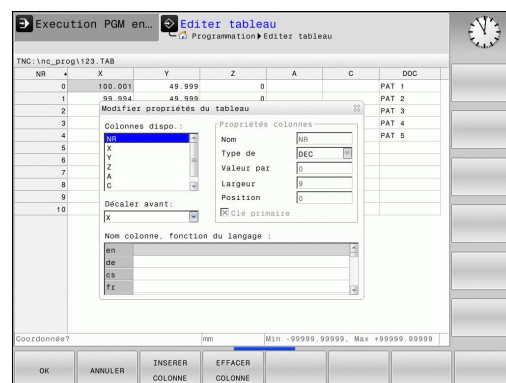 Execut ion PGM en... Editer tableau
Programmation Editer tableau
TNC:\nc_prog\123.TAB
NR X Y Z A C DOC
0 100.001 49.999 0 PAT 1
1 99.994 49.999 0 PAT 2
2 PAT 3
3 PAT 4
4 PAT 5
5
6
7
8
9
10
Modifier propriétés du tableau
Colonnes dispo.:
NR
X
Y
Z
A
C
Décaler avant:
X
Propriétés colonnes
Nom NR
Type de DEC
Valeur par 0
Largeur 9
Position 0
Clé primaire
Nom colonne, fonction du langage :
en
de
cs
fr
Coordonnée? mm Min -99999.99999, Max +99999.99999
OK
ANNULER
INSERER
COLONNE
EFFACER
COLONNE